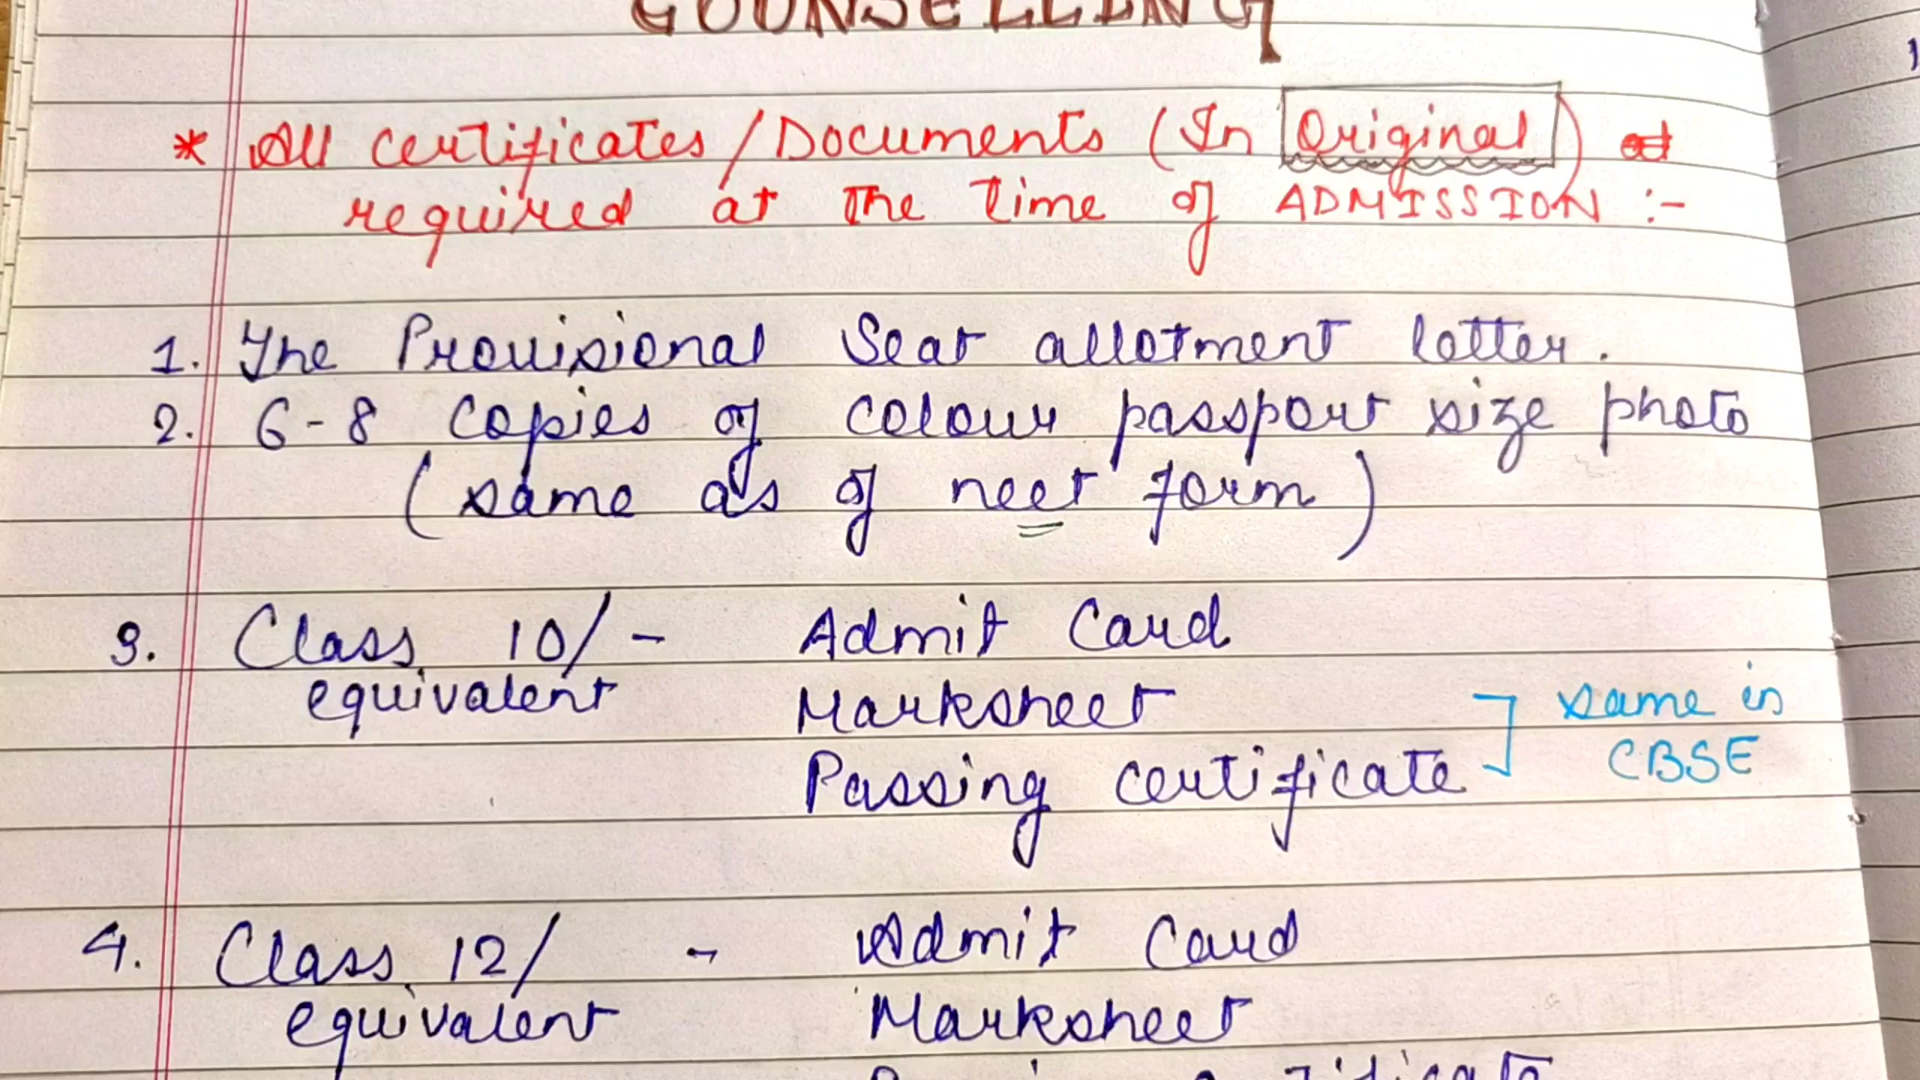 COUNSELLING
* All certificates/Documents (In Original)
required at the time of ADMISSION :-
1. The Provisional Seat allotment letter.
2. 6-8 Copies of colour passport size photo
(same as of neet form)
3. Class 10/ - Admit Card
equivalent Marksheet ] same in
Passing certificate CBSE
4. Class 12/ - Admit Card
equivalent Marksheet